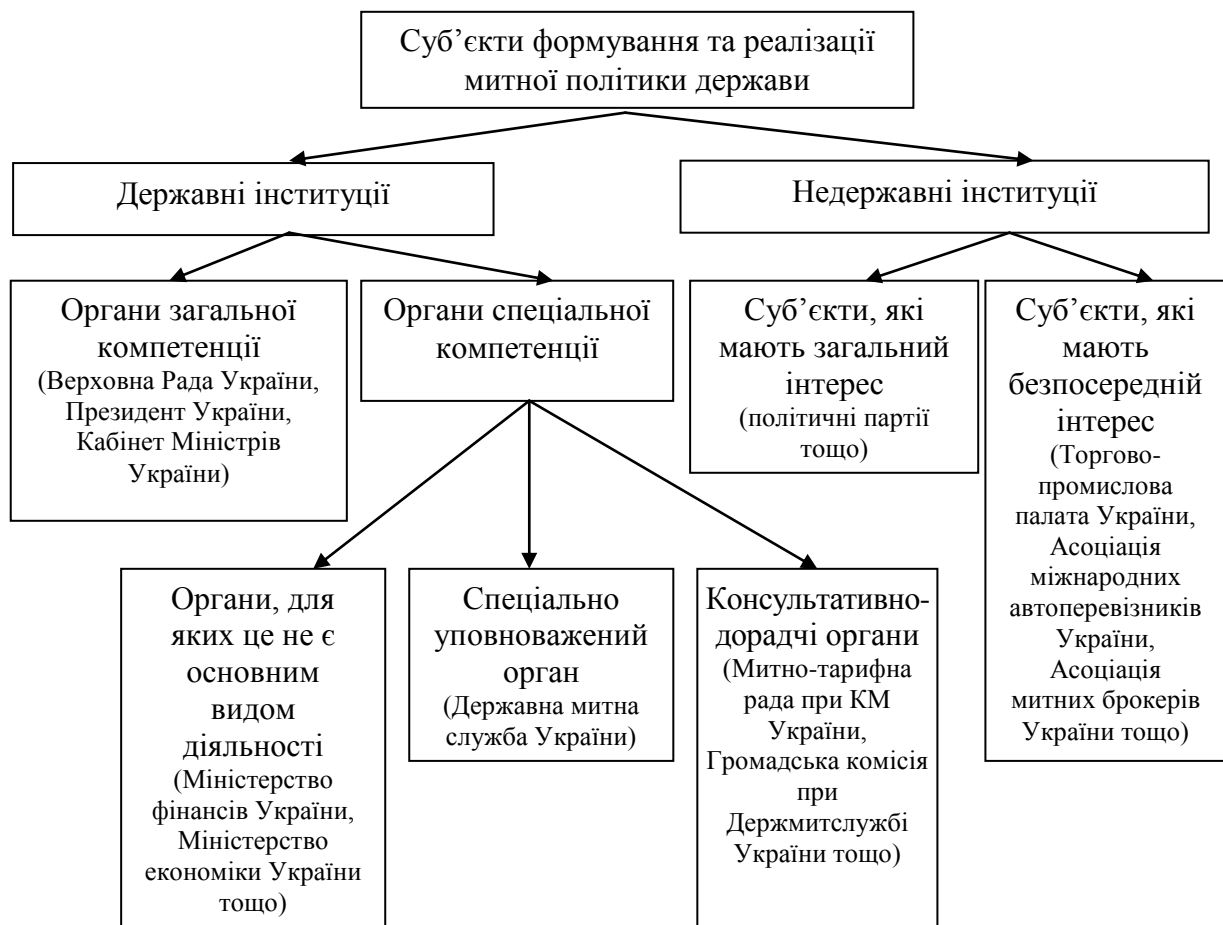 Суб’єкти формування та реалізації
митної політики держави
Державні інституції
Недержавні інституції
Органи загальної
компетенції
(Верховна Рада України,
Президент України,
Кабінет Міністрів
України)
Органи спеціальної
компетенції
Суб’єкти, які
мають загальний
інтерес
(політичні партії
тощо)
Суб’єкти, які
мають
безпосередній
інтерес
(Торгово-
промислова
палата України,
Асоціація
міжнародних
автоперевізників
України,
Асоціація
митних брокерів
України тощо)
Органи, для
яких це не є
основним
видом
діяльності
(Міністерство
фінансів України,
Міністерство
економіки України
тощо)
Спеціально
уповноважений
орган
(Державна митна
служба України)
Консультативно-
дорадчі органи
(Митно-тарифна
рада при КМ
України,
Громадська комісія
при
Держмитслужбі
України тощо)